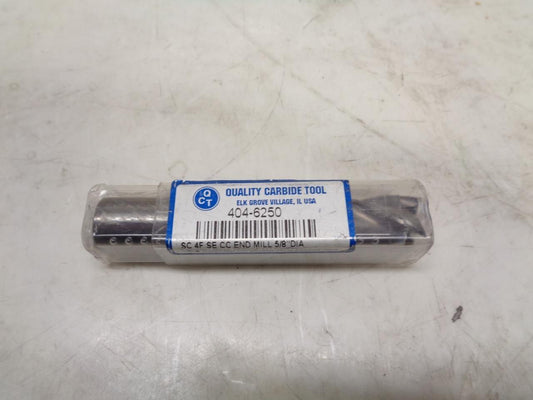 QCT
QUALITY CARBIDE TOOL
ELK GROVE VILLAGE, IL USA
404-6250
SC 4F SE CC END MILL 5/8"DIA